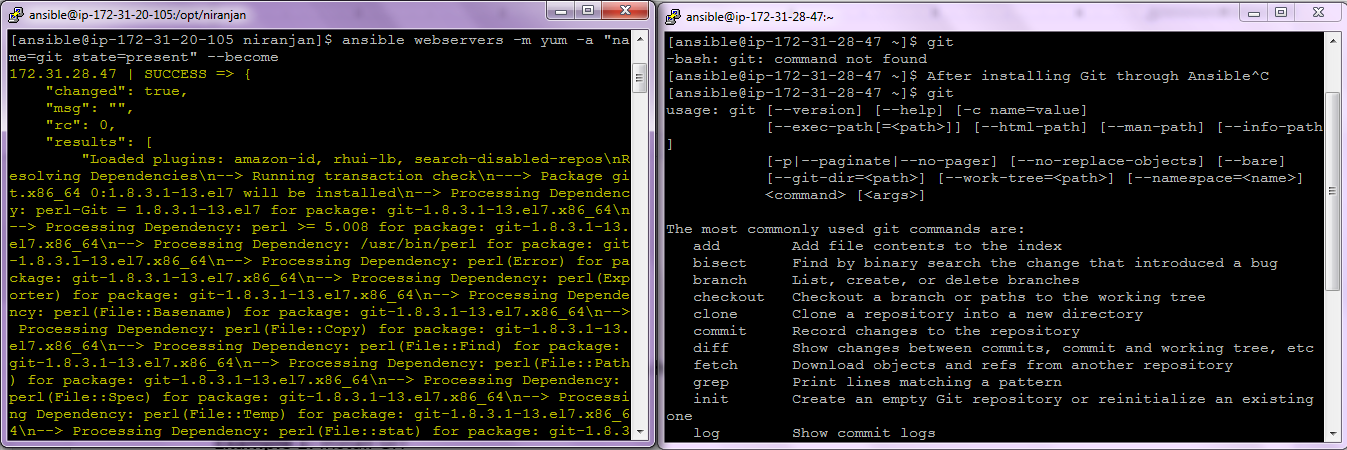 ansible@ip-172-31-20-105:/opt/niranjan
[ansible@ip-172-31-20-105 niranjan]$ ansible webservers -m yum -a "na
me=git state=present" --become
172.31.28.47 | SUCCESS => {
    "changed": true,
    "msg": "",
    "rc": 0,
    "results": [
        "Loaded plugins: amazon-id, rhui-lb, search-disabled-repos\nR
esolving Dependencies\n--> Running transaction check\n---> Package gi
t.x86_64 0:1.8.3.1-13.el7 will be installed\n--> Processing Dependenc
y: perl-Git = 1.8.3.1-13.el7 for package: git-1.8.3.1-13.el7.x86_64\n
--> Processing Dependency: perl >= 5.008 for package: git-1.8.3.1-13.
el7.x86_64\n--> Processing Dependency: /usr/bin/perl for package: git
-1.8.3.1-13.el7.x86_64\n--> Processing Dependency: perl(Error) for pa
ckage: git-1.8.3.1-13.el7.x86_64\n--> Processing Dependency: perl(Exp
orter) for package: git-1.8.3.1-13.el7.x86_64\n--> Processing Depende
ncy: perl(File::Basename) for package: git-1.8.3.1-13.el7.x86_64\n-->
 Processing Dependency: perl(File::Copy) for package: git-1.8.3.1-13.
el7.x86_64\n--> Processing Dependency: perl(File::Find) for package: 
git-1.8.3.1-13.el7.x86_64\n--> Processing Dependency: perl(File::Path
) for package: git-1.8.3.1-13.el7.x86_64\n--> Processing Dependency: 
perl(File::Spec) for package: git-1.8.3.1-13.el7.x86_64\n--> Processi
ng Dependency: perl(File::Temp) for package: git-1.8.3.1-13.el7.x86_6
4\n--> Processing Dependency: perl(File::stat) for package: git-1.8.3
ansible@ip-172-31-28-47:~
[ansible@ip-172-31-28-47 ~]$ git
-bash: git: command not found
[ansible@ip-172-31-28-47 ~]$ After installing Git through Ansible^C
[ansible@ip-172-31-28-47 ~]$ git
usage: git [--version] [--help] [-c name=value]
           [--exec-path[=<path>]] [--html-path] [--man-path] [--info-path
]
           [-p|--paginate|--no-pager] [--no-replace-objects] [--bare]
           [--git-dir=<path>] [--work-tree=<path>] [--namespace=<name>]
           <command> [<args>]
The most commonly used git commands are:
   add        Add file contents to the index
   bisect     Find by binary search the change that introduced a bug
   branch     List, create, or delete branches
   checkout   Checkout a branch or paths to the working tree
   clone      Clone a repository into a new directory
   commit     Record changes to the repository
   diff       Show changes between commits, commit and working tree, etc
   fetch      Download objects and refs from another repository
   grep       Print lines matching a pattern
   init       Create an empty Git repository or reinitialize an existing
one
   log        Show commit logs